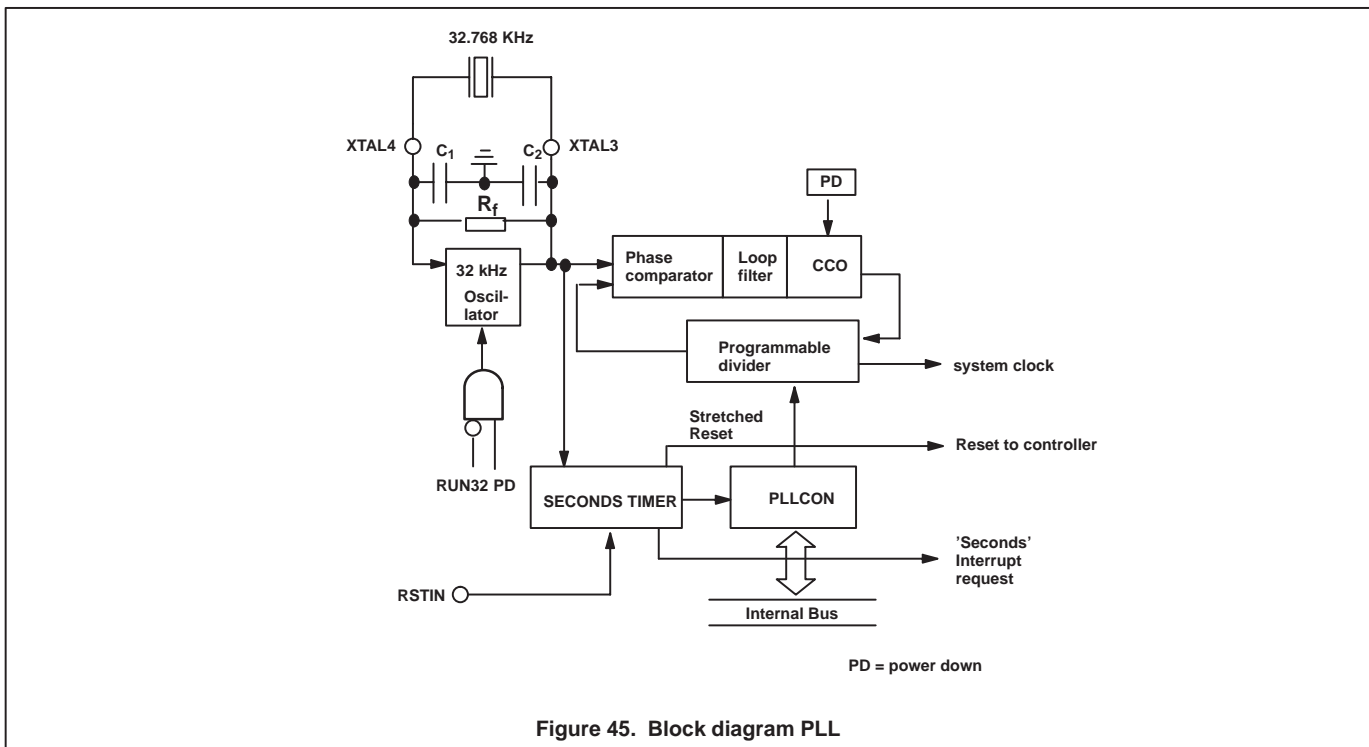 32.768 KHz
XTAL4
C1
C2
XTAL3
Rf
PD
Phase
comparator
Loop
filter
CCO
32 kHz
Oscil-
lator
Programmable
divider
system clock
Stretched
Reset
Reset to controller
RUN32 PD
SECONDS TIMER
PLLCON
'Seconds'
Interrupt
request
RSTIN
Internal Bus
PD = power down
Figure 45. Block diagram PLL